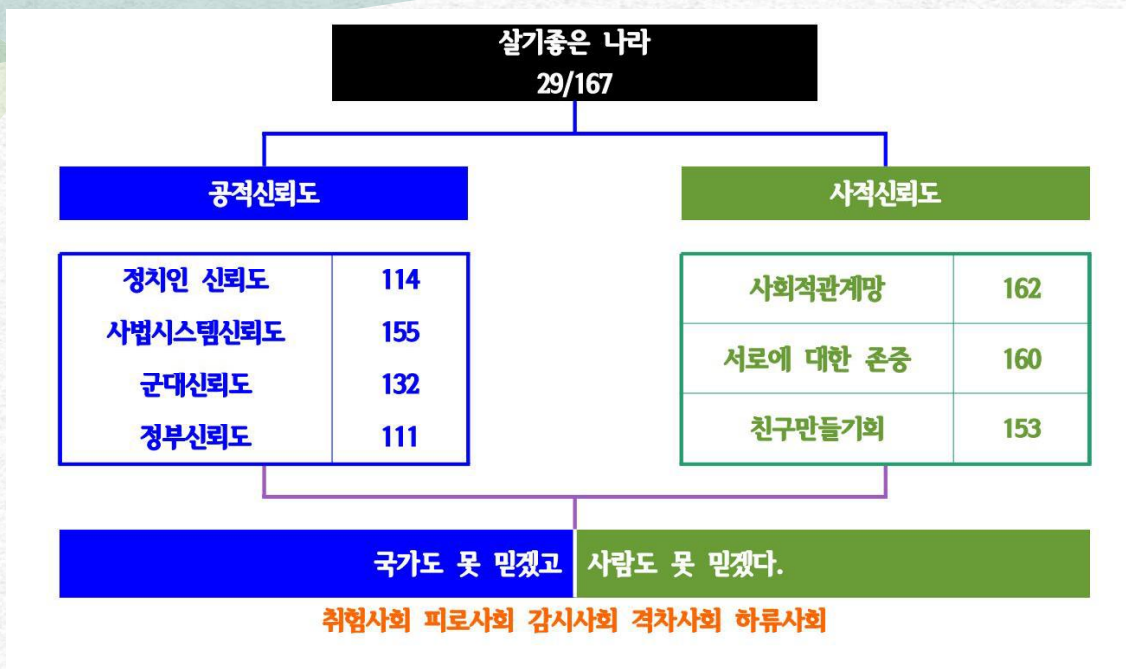 살기좋은 나라
29/167
공적신뢰도
사적신뢰도
정치인 신뢰도 114
사법시스템신뢰도 155
군대신뢰도 132
정부신뢰도 111
사회적관계망 162
서로에 대한 존중 160
친구만들기회 153
국가도 못 믿겠고 사람도 못 믿겠다.
취험사회 피로사회 감시사회 격차사회 하류사회